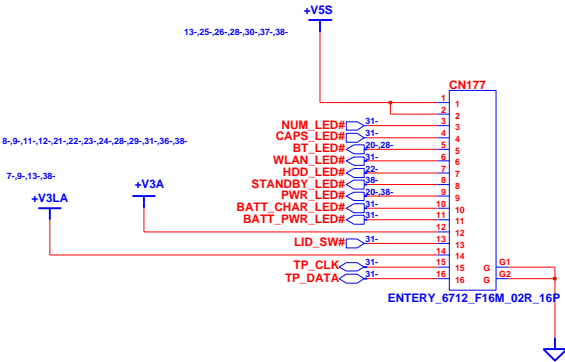 +V5S
13-,25-,26-,28-,30-,37-,38-
CN177
1 1
2 2
NUM_LED# 31- 3 3
CAPS_LED# 31- 4 4
BT_LED# 20-,28- 5 5
WLAN_LED# 31- 6 6
HDD_LED# 22- 7 7
STANDBY_LED# 38- 8 8
PWR_LED# 20-,38- 9 9
BATT_CHAR_LED# 31- 10 10
BATT_PWR_LED# 31- 11 11
8-,9-,11-,12-,21-,22-,23-,24-,28-,29-,31-,36-,38-
7-,9-,13-,38-
+V3LA
+V3A
12 12
LID_SW# 31- 13 13
14 14
TP_CLK 31- 15 15 G G1
TP_DATA 31- 16 16 G G2
ENTERY_6712_F16M_02R_16P